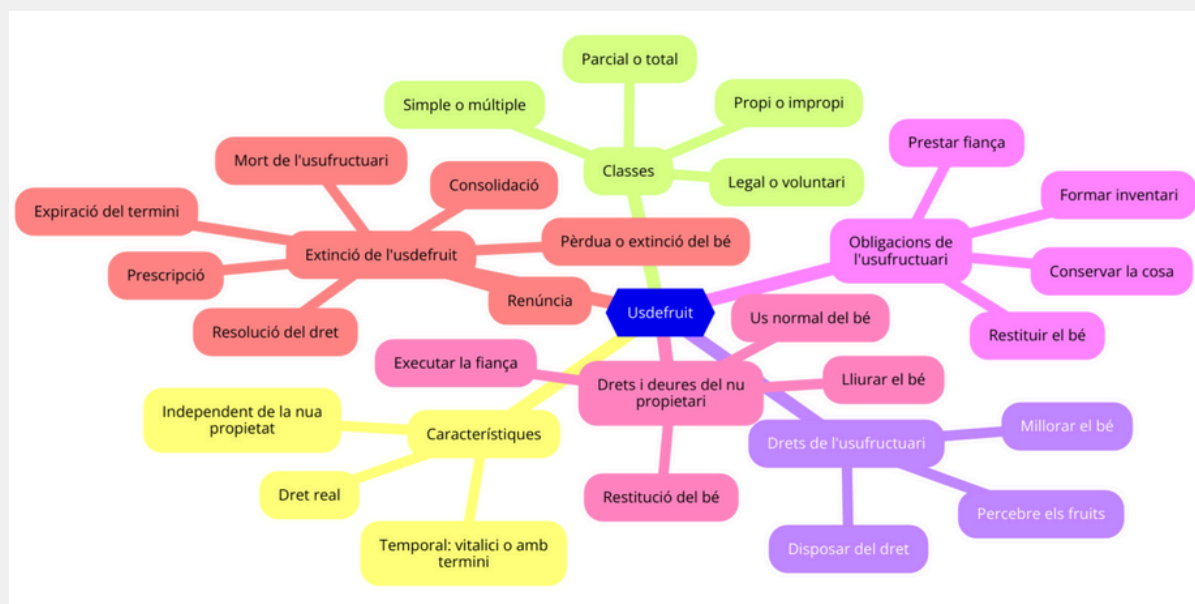 Usdefruit
Classes
Simple o múltiple
Parcial o total
Propi o impropi
Legal o voluntari
Obligacions de
l'usufructuari
Prestar fiança
Formar inventari
Conservar la cosa
Restituir el bé
Drets de l'usufructuari
Millorar el bé
Percebre els fruits
Disposar del dret
Drets i deures del nu
propietari
Us normal del bé
Lliurar el bé
Restitució del bé
Executar la fiança
Característiques
Independent de la nua
propietat
Dret real
Temporal: vitalici o amb
termini
Extinció de l'usdefruit
Mort de l'usufructuari
Consolidació
Expiració del termini
Pèrdua o extinció del bé
Prescripció
Renúncia
Resolució del dret